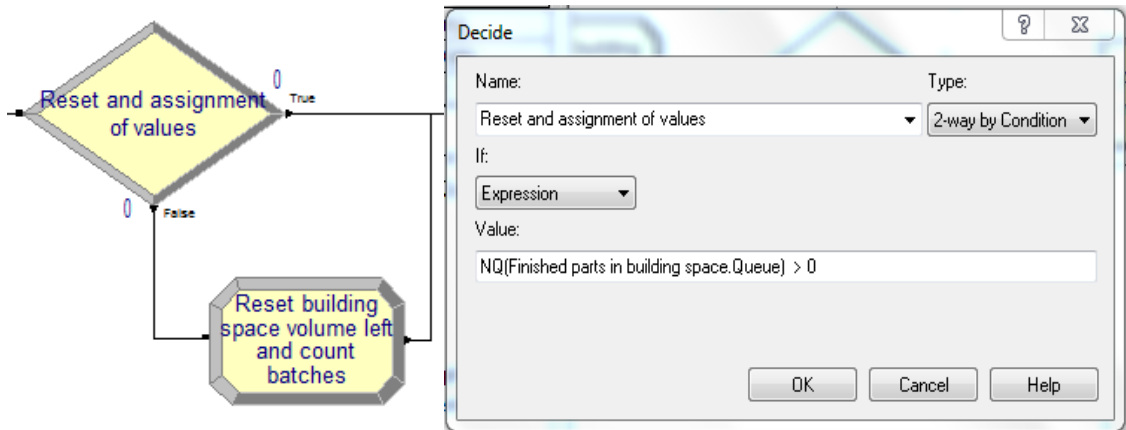 0
Reset and assignment
of values
True
0
False
Reset building
space volume left
and count
batches
Decide
?
Name:
Type:
Reset and assignment of values
2-way by Condition
If:
Expression
Value:
NQ(Finished parts in building space.Queue) > 0
OK
Cancel
Help